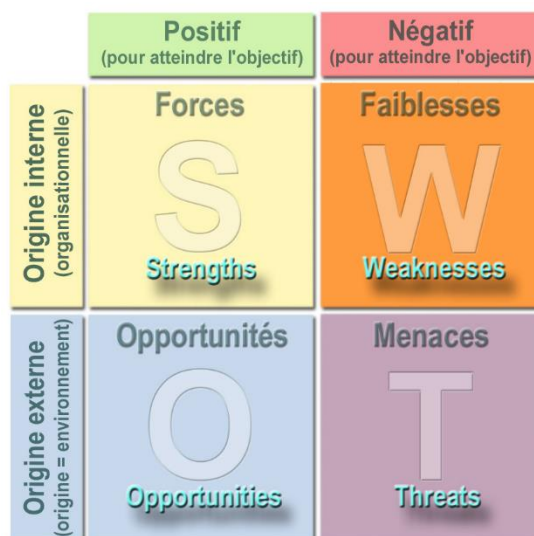 Positif
(pour atteindre l'objectif)
Négatif
(pour atteindre l'objectif)
Origine interne
(organisationnelle)
Forces
S
Strengths
Faiblesses
W
Weaknesses
Origine externe
(origine = environnement)
Opportunités
O
Opportunities
Menaces
T
Threats